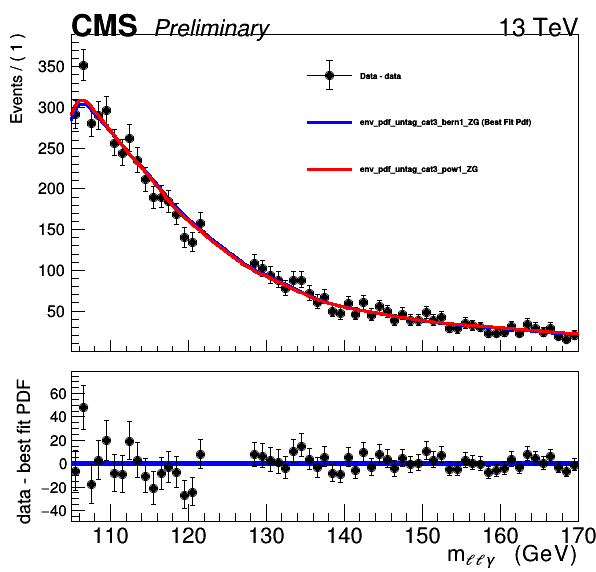 CMS Preliminary 13 TeV
Events / ( 1 )
350
300
250
200
150
100
50
Data - data
env_pdf_untag_cat3_bern1_ZG (Best Fit Pdf)
env_pdf_untag_cat3_pow1_ZG
data - best fit PDF
60
40
20
0
−20
−40
110 120 130 140 150 160 170
m_ℓℓγ (GeV)